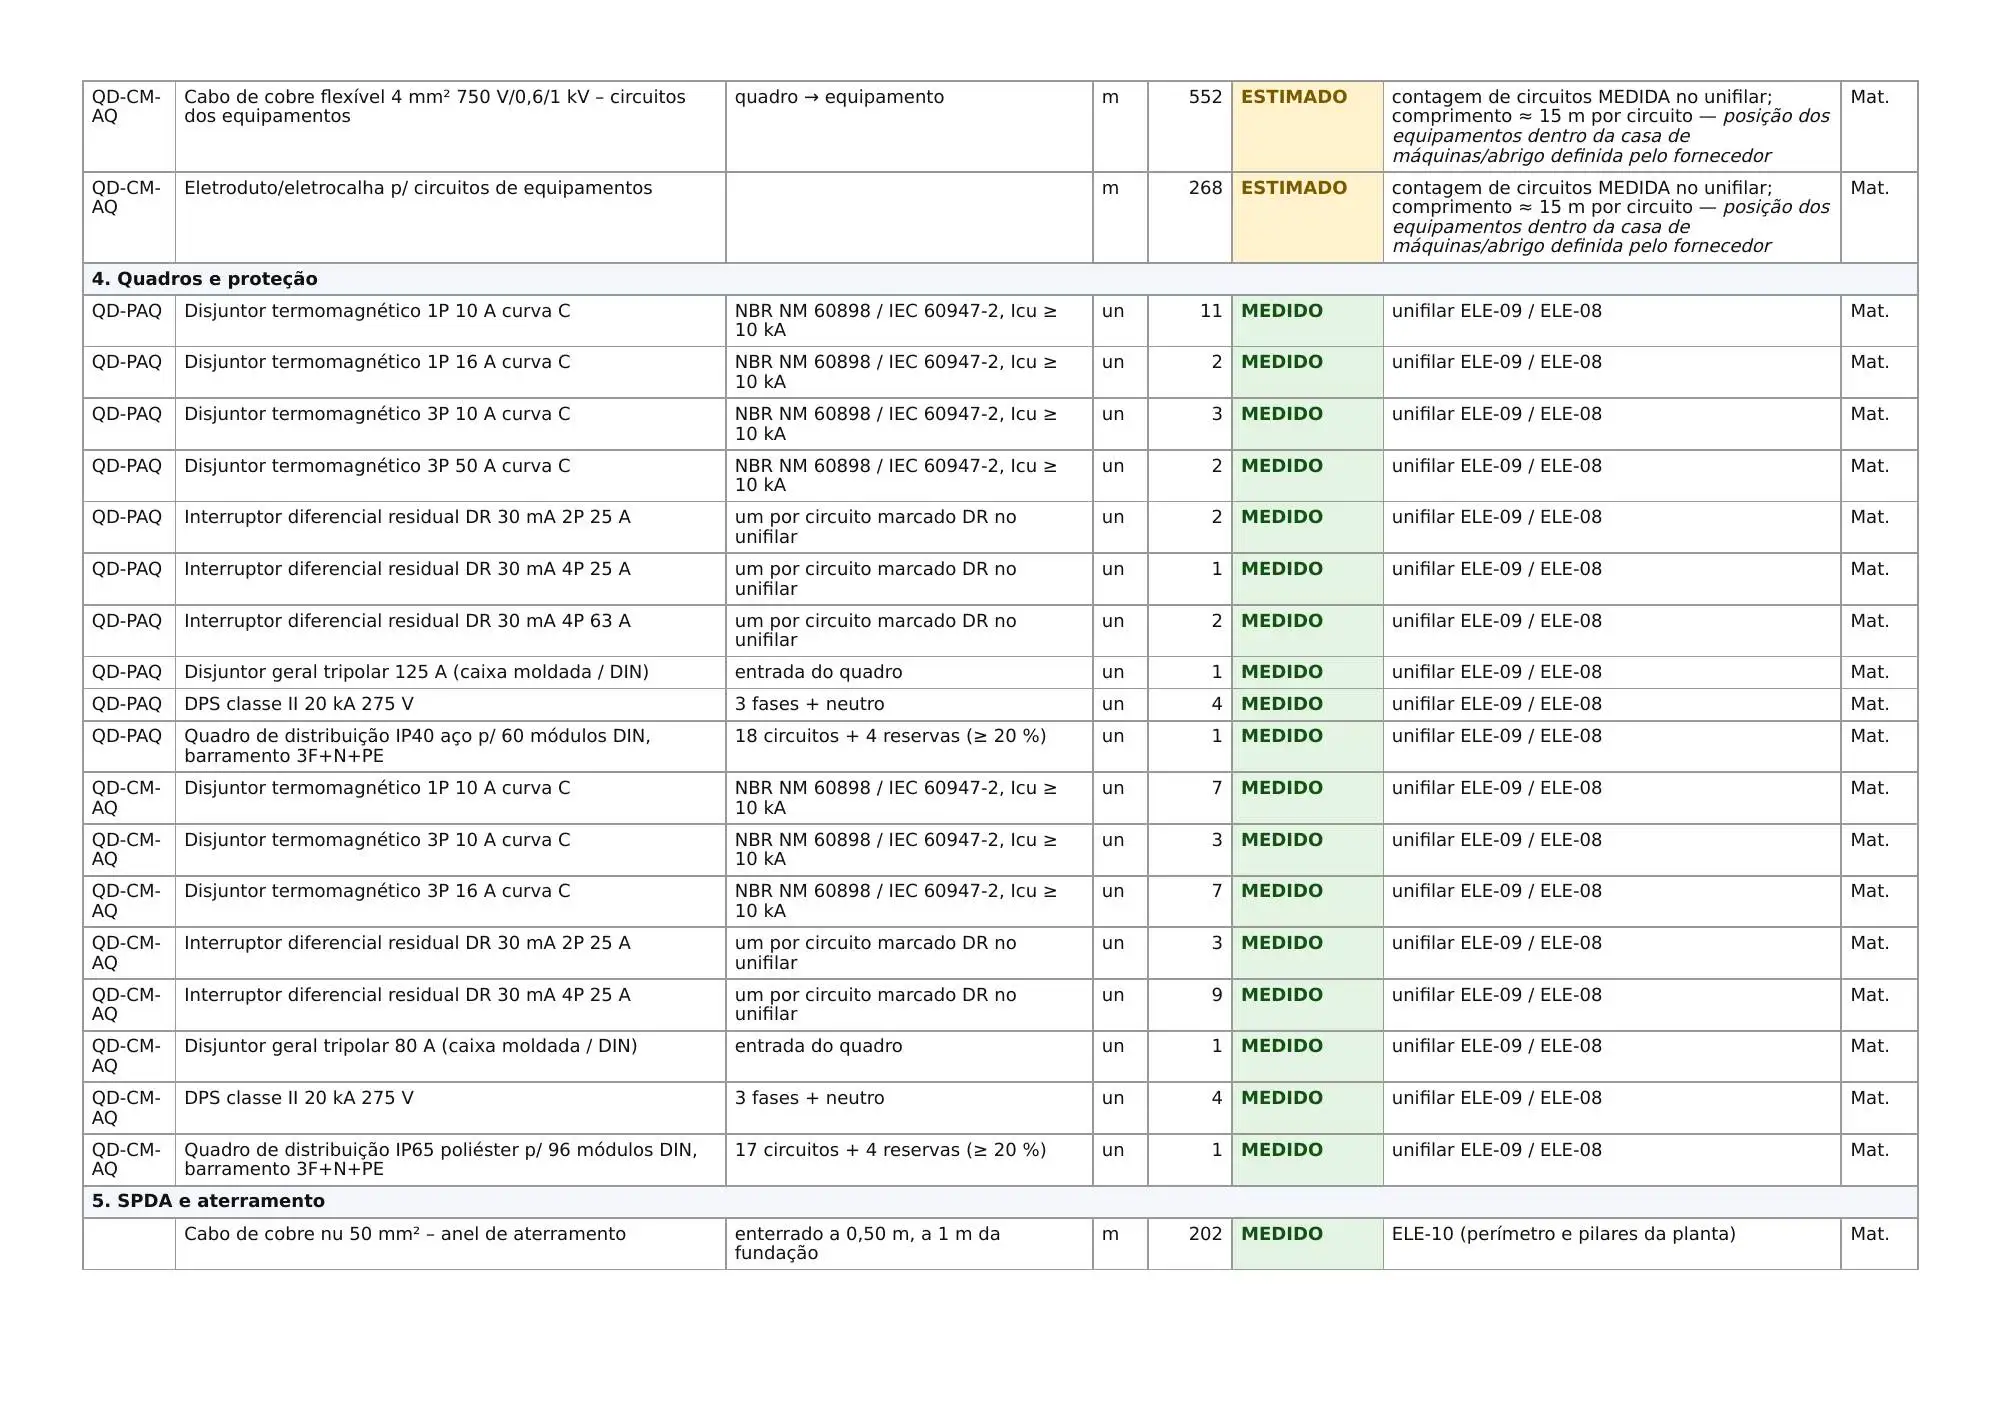 QD-CM-AQ Cabo de cobre flexível 4 mm² 750 V/0,6/1 kV – circuitos dos equipamentos quadro → equipamento m 552 ESTIMADO contagem de circuitos MEDIDA no unifilar; comprimento ≈ 15 m por circuito — posição dos equipamentos dentro da casa de máquinas/abrigo definida pelo fornecedor Mat.
QD-CM-AQ Eletroduto/eletrocalha p/ circuitos de equipamentos m 268 ESTIMADO contagem de circuitos MEDIDA no unifilar; comprimento ≈ 15 m por circuito — posição dos equipamentos dentro da casa de máquinas/abrigo definida pelo fornecedor Mat.
4. Quadros e proteção
QD-PAQ Disjuntor termomagnético 1P 10 A curva C NBR NM 60898 / IEC 60947-2, Icu ≥ 10 kA un 11 MEDIDO unifilar ELE-09 / ELE-08 Mat.
QD-PAQ Disjuntor termomagnético 1P 16 A curva C NBR NM 60898 / IEC 60947-2, Icu ≥ 10 kA un 2 MEDIDO unifilar ELE-09 / ELE-08 Mat.
QD-PAQ Disjuntor termomagnético 3P 10 A curva C NBR NM 60898 / IEC 60947-2, Icu ≥ 10 kA un 3 MEDIDO unifilar ELE-09 / ELE-08 Mat.
QD-PAQ Disjuntor termomagnético 3P 50 A curva C NBR NM 60898 / IEC 60947-2, Icu ≥ 10 kA un 2 MEDIDO unifilar ELE-09 / ELE-08 Mat.
QD-PAQ Interruptor diferencial residual DR 30 mA 2P 25 A um por circuito marcado DR no unifilar un 2 MEDIDO unifilar ELE-09 / ELE-08 Mat.
QD-PAQ Interruptor diferencial residual DR 30 mA 4P 25 A um por circuito marcado DR no unifilar un 1 MEDIDO unifilar ELE-09 / ELE-08 Mat.
QD-PAQ Interruptor diferencial residual DR 30 mA 4P 63 A um por circuito marcado DR no unifilar un 2 MEDIDO unifilar ELE-09 / ELE-08 Mat.
QD-PAQ Disjuntor geral tripolar 125 A (caixa moldada / DIN) entrada do quadro un 1 MEDIDO unifilar ELE-09 / ELE-08 Mat.
QD-PAQ DPS classe II 20 kA 275 V 3 fases + neutro un 4 MEDIDO unifilar ELE-09 / ELE-08 Mat.
QD-PAQ Quadro de distribuição IP40 aço p/ 60 módulos DIN, barramento 3F+N+PE 18 circuitos + 4 reservas (≥ 20 %) un 1 MEDIDO unifilar ELE-09 / ELE-08 Mat.
QD-CM-AQ Disjuntor termomagnético 1P 10 A curva C NBR NM 60898 / IEC 60947-2, Icu ≥ 10 kA un 7 MEDIDO unifilar ELE-09 / ELE-08 Mat.
QD-CM-AQ Disjuntor termomagnético 3P 10 A curva C NBR NM 60898 / IEC 60947-2, Icu ≥ 10 kA un 3 MEDIDO unifilar ELE-09 / ELE-08 Mat.
QD-CM-AQ Disjuntor termomagnético 3P 16 A curva C NBR NM 60898 / IEC 60947-2, Icu ≥ 10 kA un 7 MEDIDO unifilar ELE-09 / ELE-08 Mat.
QD-CM-AQ Interruptor diferencial residual DR 30 mA 2P 25 A um por circuito marcado DR no unifilar un 3 MEDIDO unifilar ELE-09 / ELE-08 Mat.
QD-CM-AQ Interruptor diferencial residual DR 30 mA 4P 25 A um por circuito marcado DR no unifilar un 9 MEDIDO unifilar ELE-09 / ELE-08 Mat.
QD-CM-AQ Disjuntor geral tripolar 80 A (caixa moldada / DIN) entrada do quadro un 1 MEDIDO unifilar ELE-09 / ELE-08 Mat.
QD-CM-AQ DPS classe II 20 kA 275 V 3 fases + neutro un 4 MEDIDO unifilar ELE-09 / ELE-08 Mat.
QD-CM-AQ Quadro de distribuição IP65 poliéster p/ 96 módulos DIN, barramento 3F+N+PE 17 circuitos + 4 reservas (≥ 20 %) un 1 MEDIDO unifilar ELE-09 / ELE-08 Mat.
5. SPDA e aterramento
Cabo de cobre nu 50 mm² – anel de aterramento enterrado a 0,50 m, a 1 m da fundação m 202 MEDIDO ELE-10 (perímetro e pilares da planta) Mat.